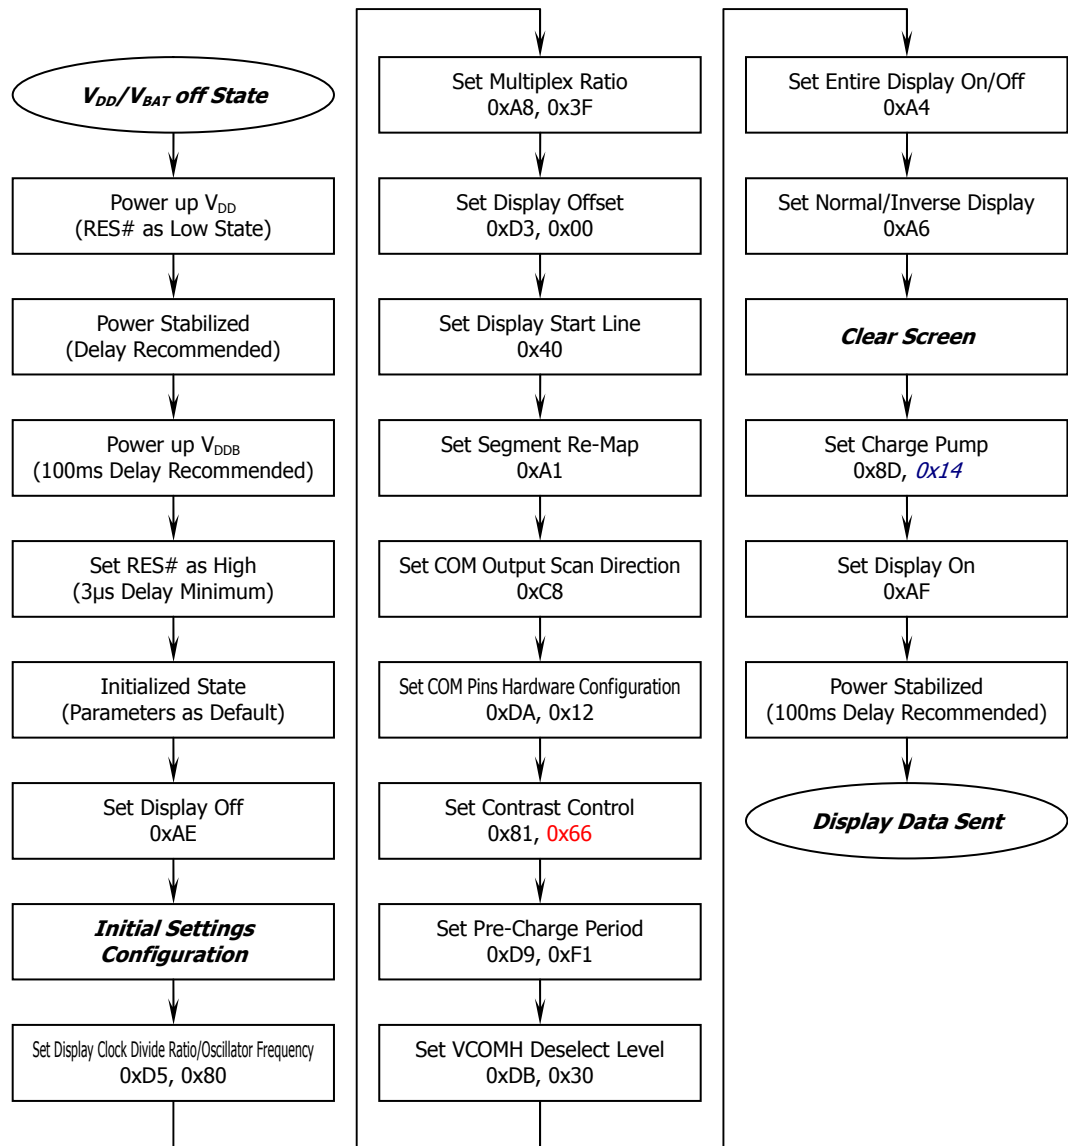 V_DD/V_BAT off State
Power up V_DD
(RES# as Low State)
Power Stabilized
(Delay Recommended)
Power up V_DDB
(100ms Delay Recommended)
Set RES# as High
(3μs Delay Minimum)
Initialized State
(Parameters as Default)
Set Display Off
0xAE
Initial Settings
Configuration
Set Display Clock Divide Ratio/Oscillator Frequency
0xD5, 0x80
Set Multiplex Ratio
0xA8, 0x3F
Set Display Offset
0xD3, 0x00
Set Display Start Line
0x40
Set Segment Re-Map
0xA1
Set COM Output Scan Direction
0xC8
Set COM Pins Hardware Configuration
0xDA, 0x12
Set Contrast Control
0x81, 0x66
Set Pre-Charge Period
0xD9, 0xF1
Set VCOMH Deselect Level
0xDB, 0x30
Set Entire Display On/Off
0xA4
Set Normal/Inverse Display
0xA6
Clear Screen
Set Charge Pump
0x8D, 0x14
Set Display On
0xAF
Power Stabilized
(100ms Delay Recommended)
Display Data Sent